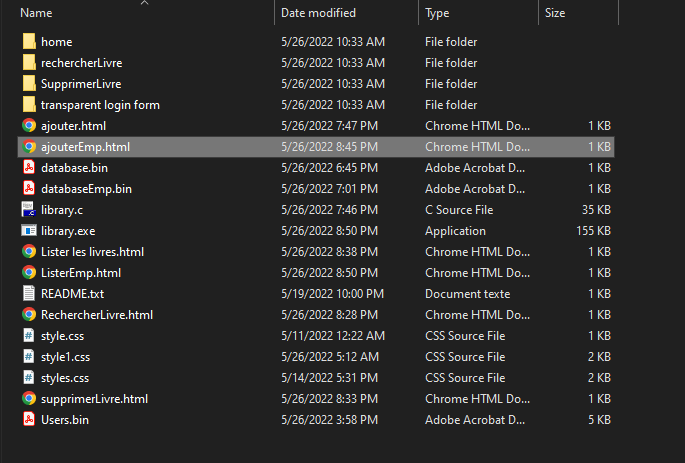 Name Date modified Type Size
home 5/26/2022 10:33 AM File folder
rechercherLivre 5/26/2022 10:33 AM File folder
SupprimerLivre 5/26/2022 10:33 AM File folder
transparent login form 5/26/2022 10:33 AM File folder
ajouter.html 5/26/2022 7:47 PM Chrome HTML Do... 1 KB
ajouterEmp.html 5/26/2022 8:45 PM Chrome HTML Do... 1 KB
database.bin 5/26/2022 6:45 PM Adobe Acrobat D... 1 KB
databaseEmp.bin 5/26/2022 7:01 PM Adobe Acrobat D... 1 KB
library.c 5/26/2022 7:46 PM C Source File 35 KB
library.exe 5/26/2022 8:50 PM Application 155 KB
Lister les livres.html 5/26/2022 8:38 PM Chrome HTML Do... 1 KB
ListerEmp.html 5/26/2022 8:50 PM Chrome HTML Do... 1 KB
README.txt 5/19/2022 10:00 PM Document texte 0 KB
RechercherLivre.html 5/26/2022 8:28 PM Chrome HTML Do... 1 KB
style.css 5/11/2022 12:22 AM CSS Source File 1 KB
style1.css 5/26/2022 5:12 AM CSS Source File 2 KB
styles.css 5/14/2022 5:31 PM CSS Source File 2 KB
supprimerLivre.html 5/26/2022 8:33 PM Chrome HTML Do... 1 KB
Users.bin 5/26/2022 3:58 PM Adobe Acrobat D... 5 KB